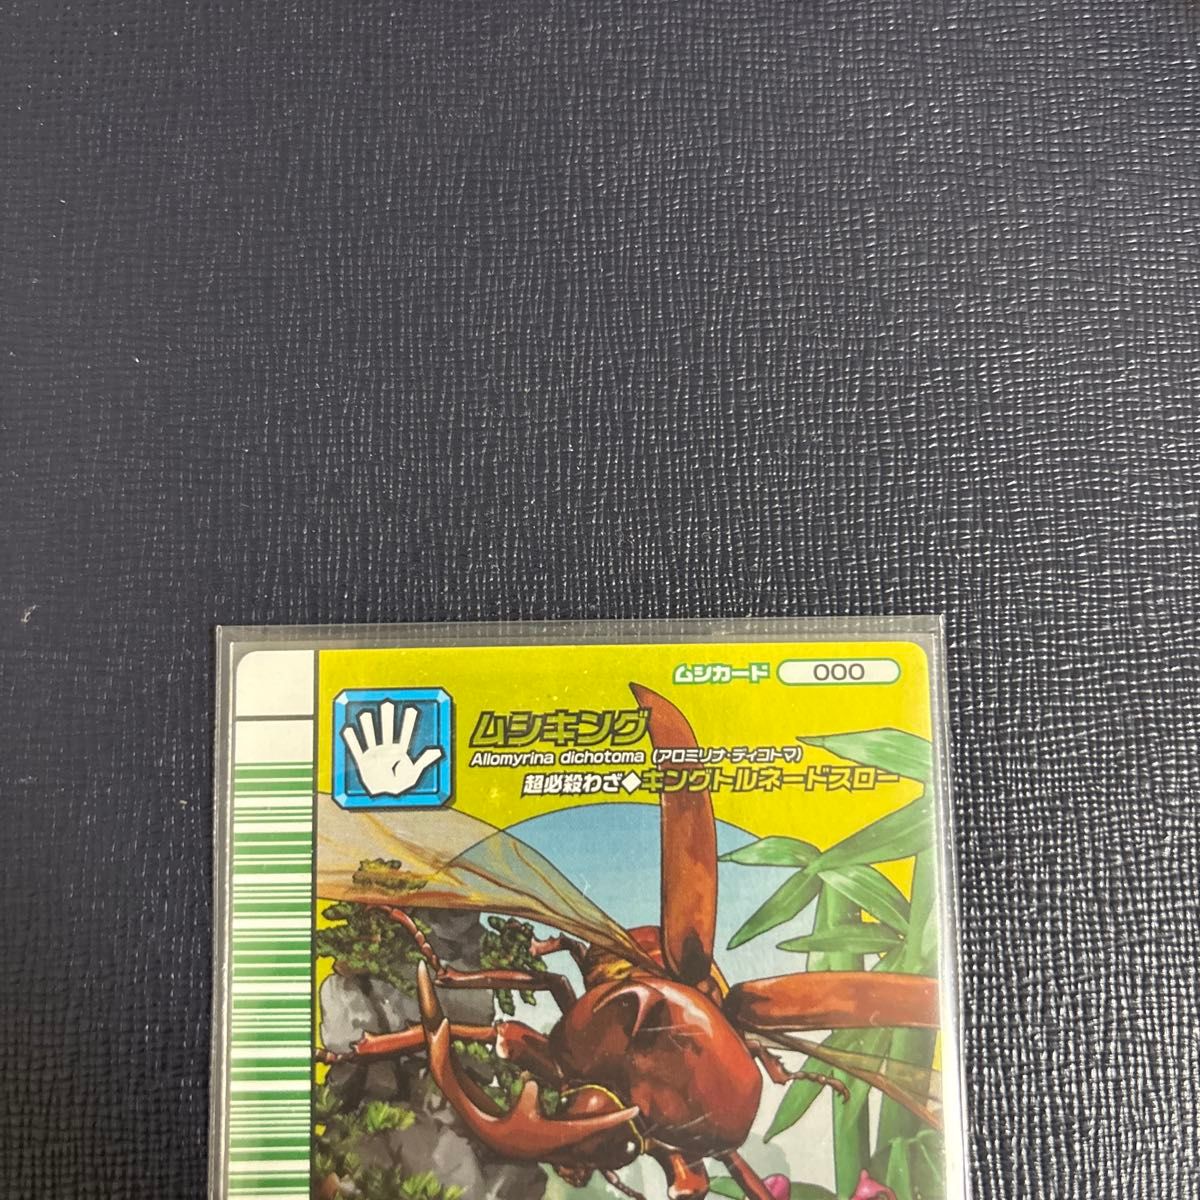 ムシカード 000
ムシキング
Allomyrina dichotoma (アロミリナ・ディコトマ)
超必殺わざ◆キングトルネードスロー